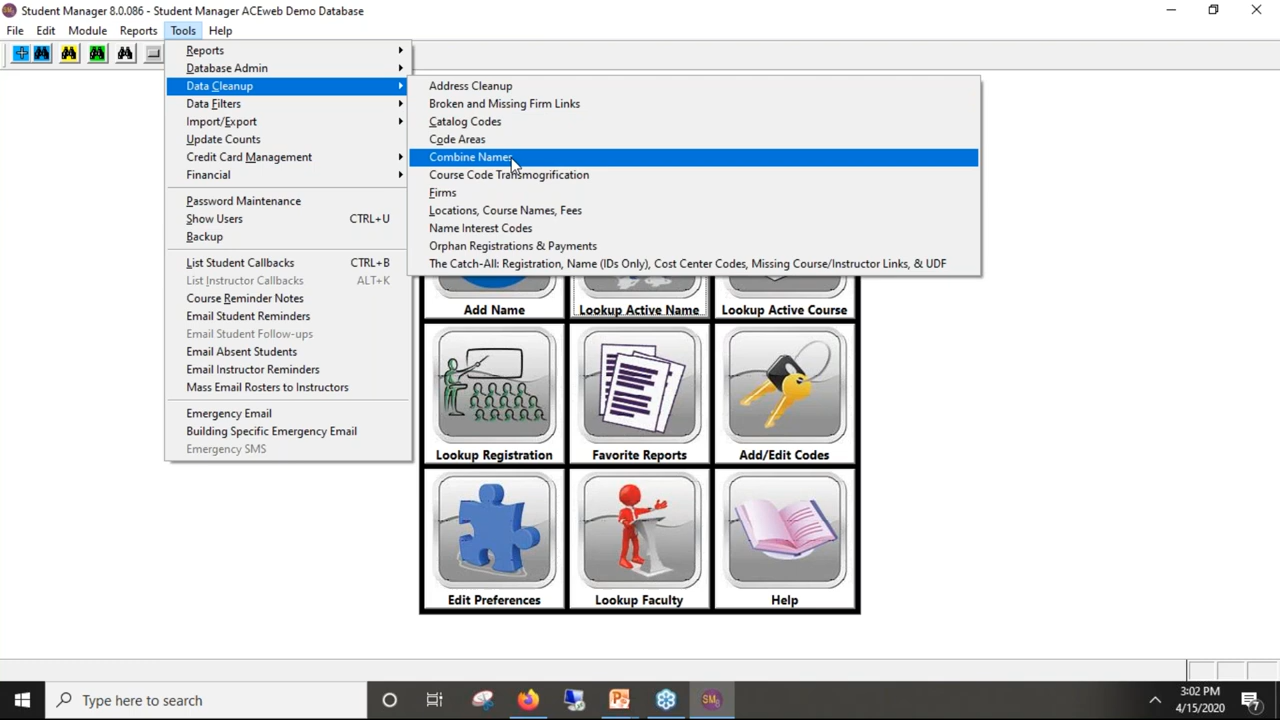 Student Manager 8.0.086 - Student Manager ACEweb Demo Database
File Edit Module Reports Tools Help
Reports
Database Admin
Data Cleanup
Data Filters
Import/Export
Update Counts
Credit Card Management
Financial
Password Maintenance
Show Users CTRL+U
Backup
List Student Callbacks CTRL+B
List Instructor Callbacks ALT+K
Course Reminder Notes
Email Student Reminders
Email Student Follow-ups
Email Absent Students
Email Instructor Reminders
Mass Email Rosters to Instructors
Emergency Email
Building Specific Emergency Email
Emergency SMS
Address Cleanup
Broken and Missing Firm Links
Catalog Codes
Code Areas
Combine Names
Course Code Transmogrification
Firms
Locations, Course Names, Fees
Name Interest Codes
Orphan Registrations & Payments
The Catch-All: Registration, Name (IDs Only), Cost Center Codes, Missing Course/Instructor Links, & UDF
Add Name Lookup Active Name Lookup Active Course
Lookup Registration Favorite Reports Add/Edit Codes
Edit Preferences Lookup Faculty Help
Type here to search
3:02 PM
4/15/2020
7